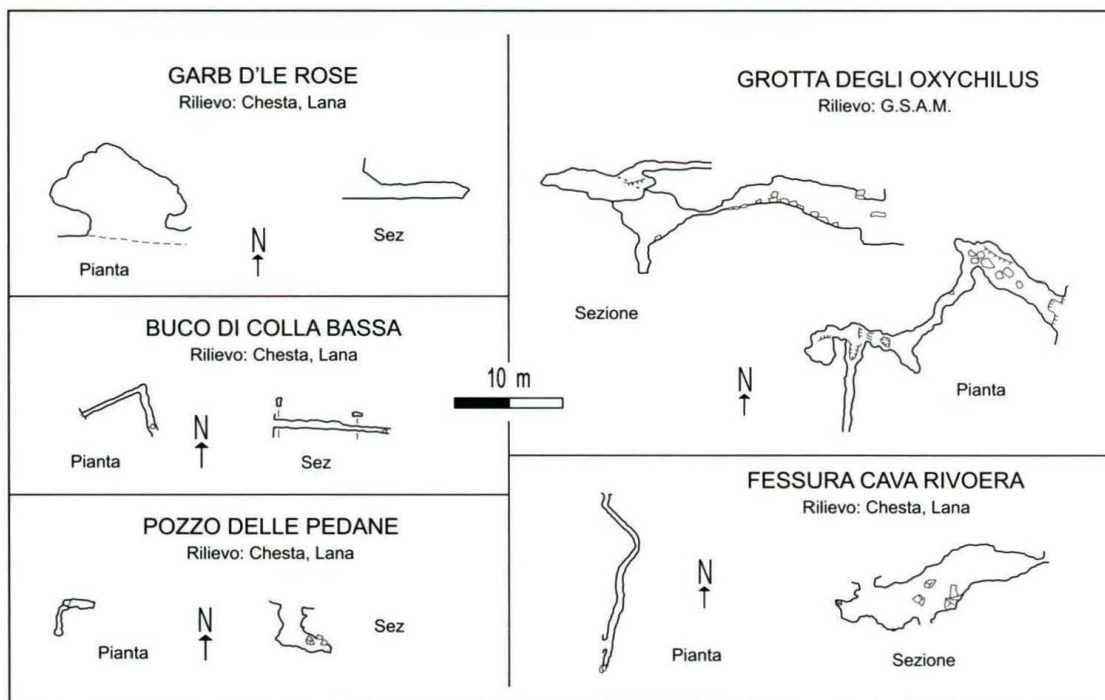 GARB D'LE ROSE
Rilievo: Chesta, Lana
Pianta
N
Sez
BUCO DI COLLA BASSA
Rilievo: Chesta, Lana
Pianta
N
Sez
POZZO DELLE PEDANE
Rilievo: Chesta, Lana
Pianta
N
Sez
10 m
GROTTA DEGLI OXYCHILUS
Rilievo: G.S.A.M.
Sezione
N
Pianta
FESSURA CAVA RIVOERA
Rilievo: Chesta, Lana
N
Pianta
Sezione